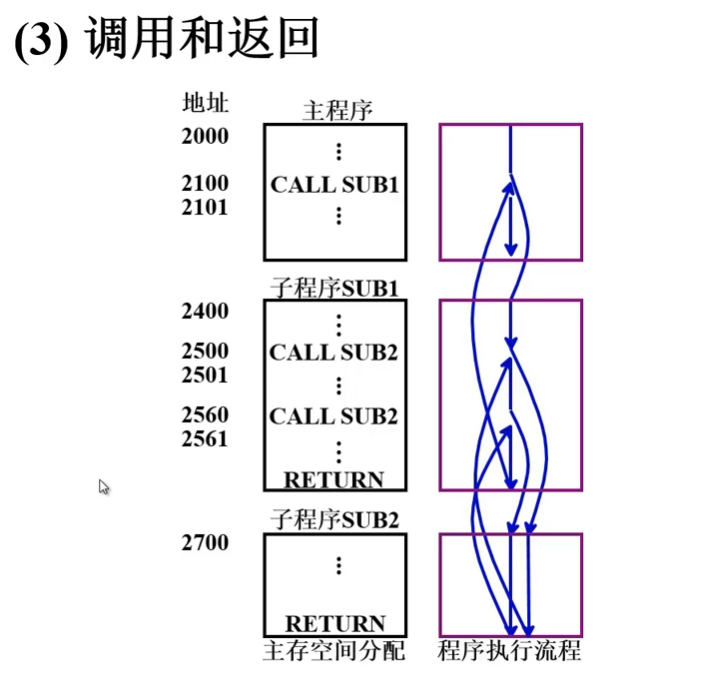 (3) 调用和返回
地址
主程序
2000
⋮
2100
CALL SUB1
2101
⋮
子程序SUB1
2400
⋮
2500
CALL SUB2
2501
⋮
2560
CALL SUB2
2561
⋮
RETURN
子程序SUB2
2700
⋮
RETURN
主存空间分配
程序执行流程